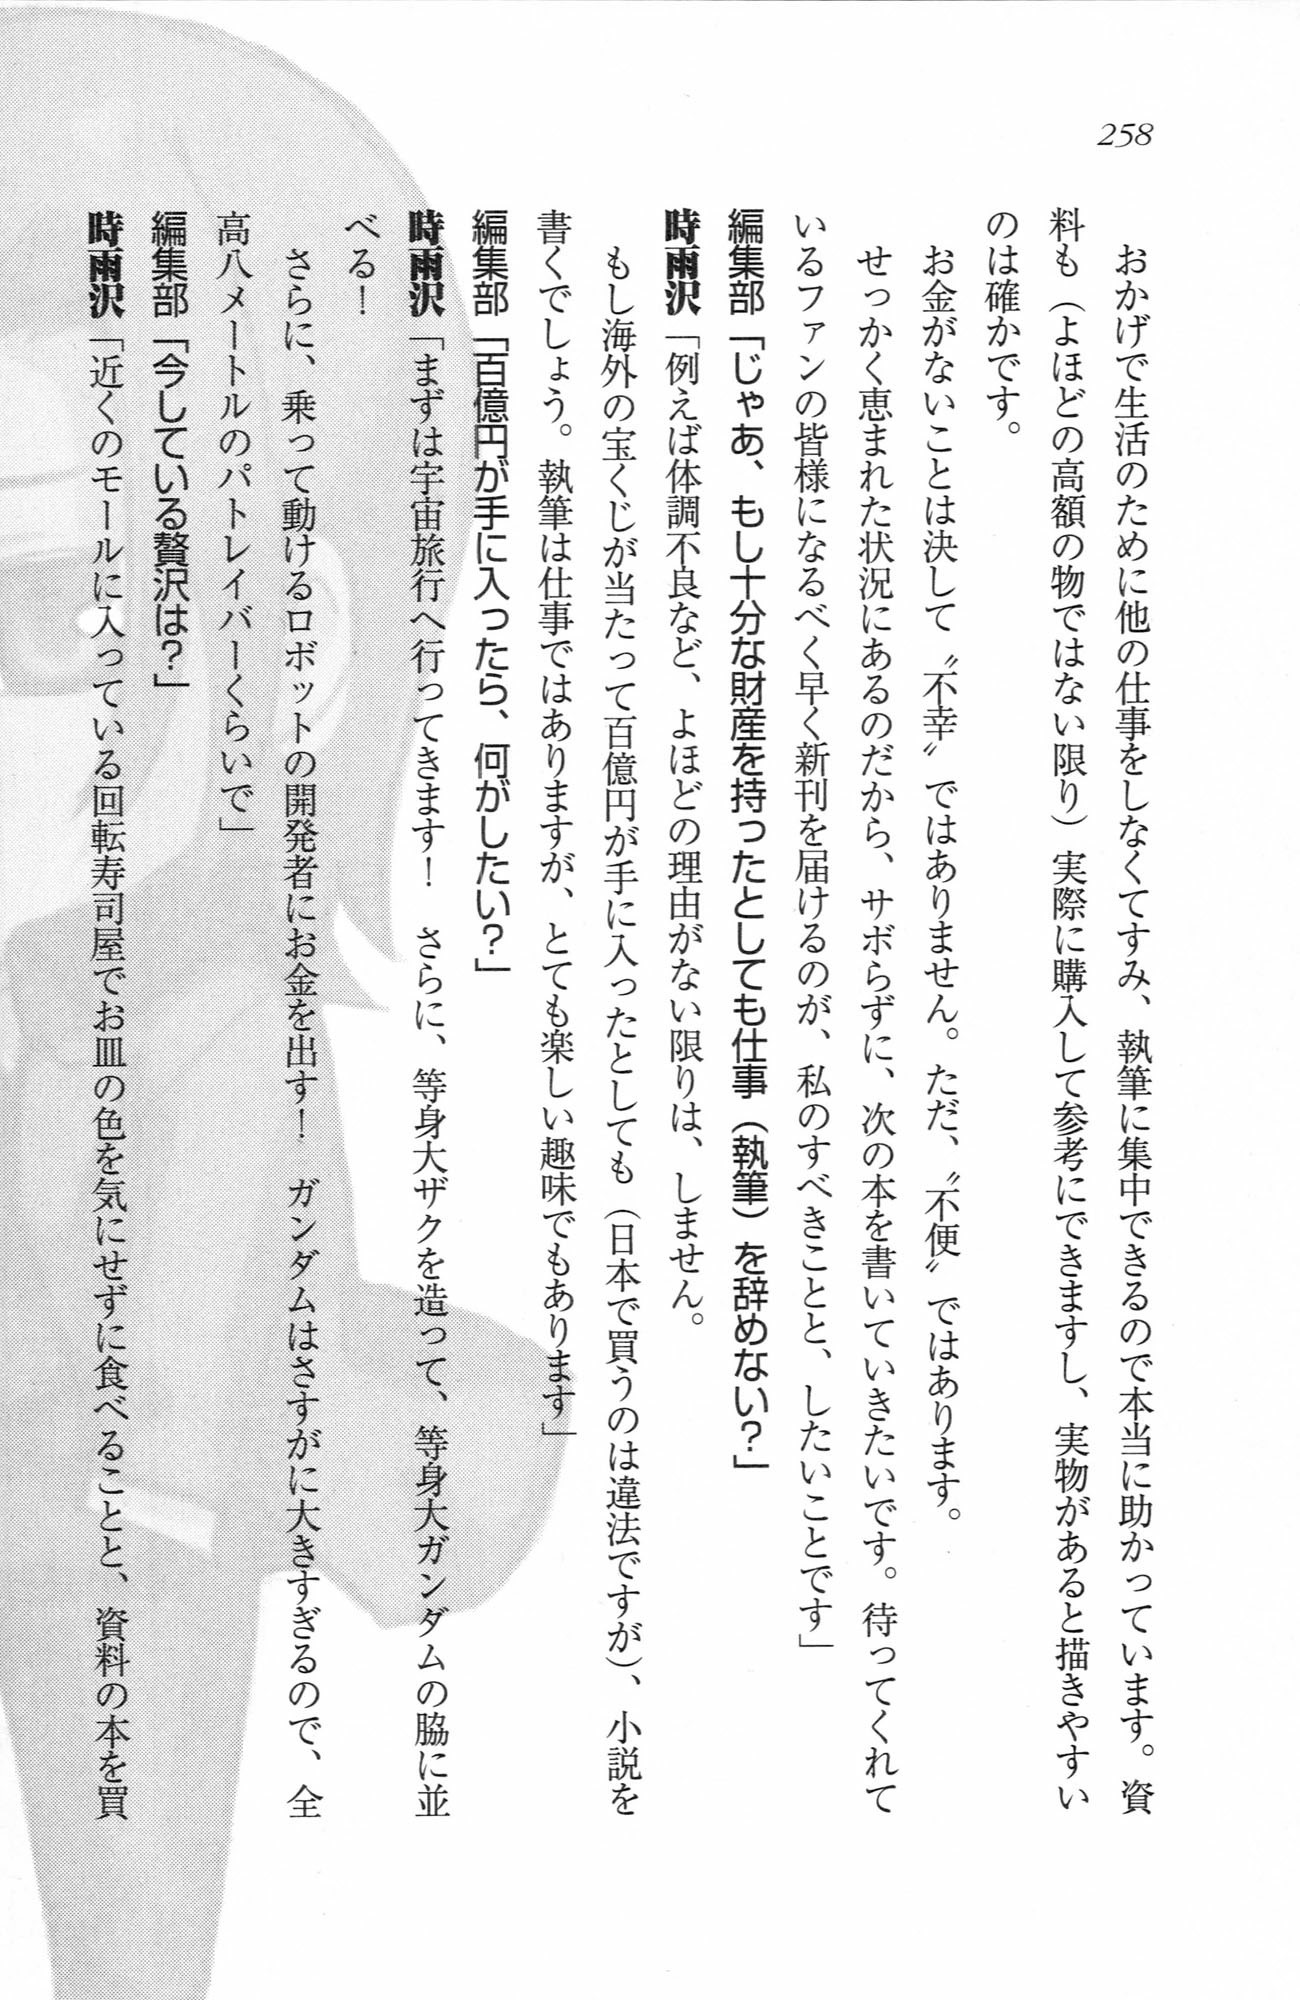 258
おかげで生活のために他の仕事をしなくてすみ、執筆に集中できるので本当に助かっています。資
料も（よほどの高額の物ではない限り）実際に購入して参考にできますし、実物があると描きやすい
のは確かです。
お金がないことは決して〝不幸〟ではありません。ただ、〝不便〟ではあります。
せっかく恵まれた状況にあるのだから、サボらずに、次の本を書いていきたいです。待ってくれて
いるファンの皆様になるべく早く新刊を届けるのが、私のすべきことと、したいことです」
編集部「じゃあ、もし十分な財産を持ったとしても仕事（執筆）を辞めない？」
時雨沢「例えば体調不良など、よほどの理由がない限りは、しません。
もし海外の宝くじが当たって百億円が手に入ったとしても（日本で買うのは違法ですが）、小説を
書くでしょう。執筆は仕事ではありますが、とても楽しい趣味でもあります」
編集部「百億円が手に入ったら、何がしたい？」
時雨沢「まずは宇宙旅行へ行ってきます！　さらに、等身大ザクを造って、等身大ガンダムの脇に並
べる！
さらに、乗って動けるロボットの開発者にお金を出す！　ガンダムはさすがに大きすぎるので、全
高八メートルのパトレイバーくらいで」
編集部「今している贅沢は？」
時雨沢「近くのモールに入っている回転寿司屋でお皿の色を気にせずに食べることと、資料の本を買